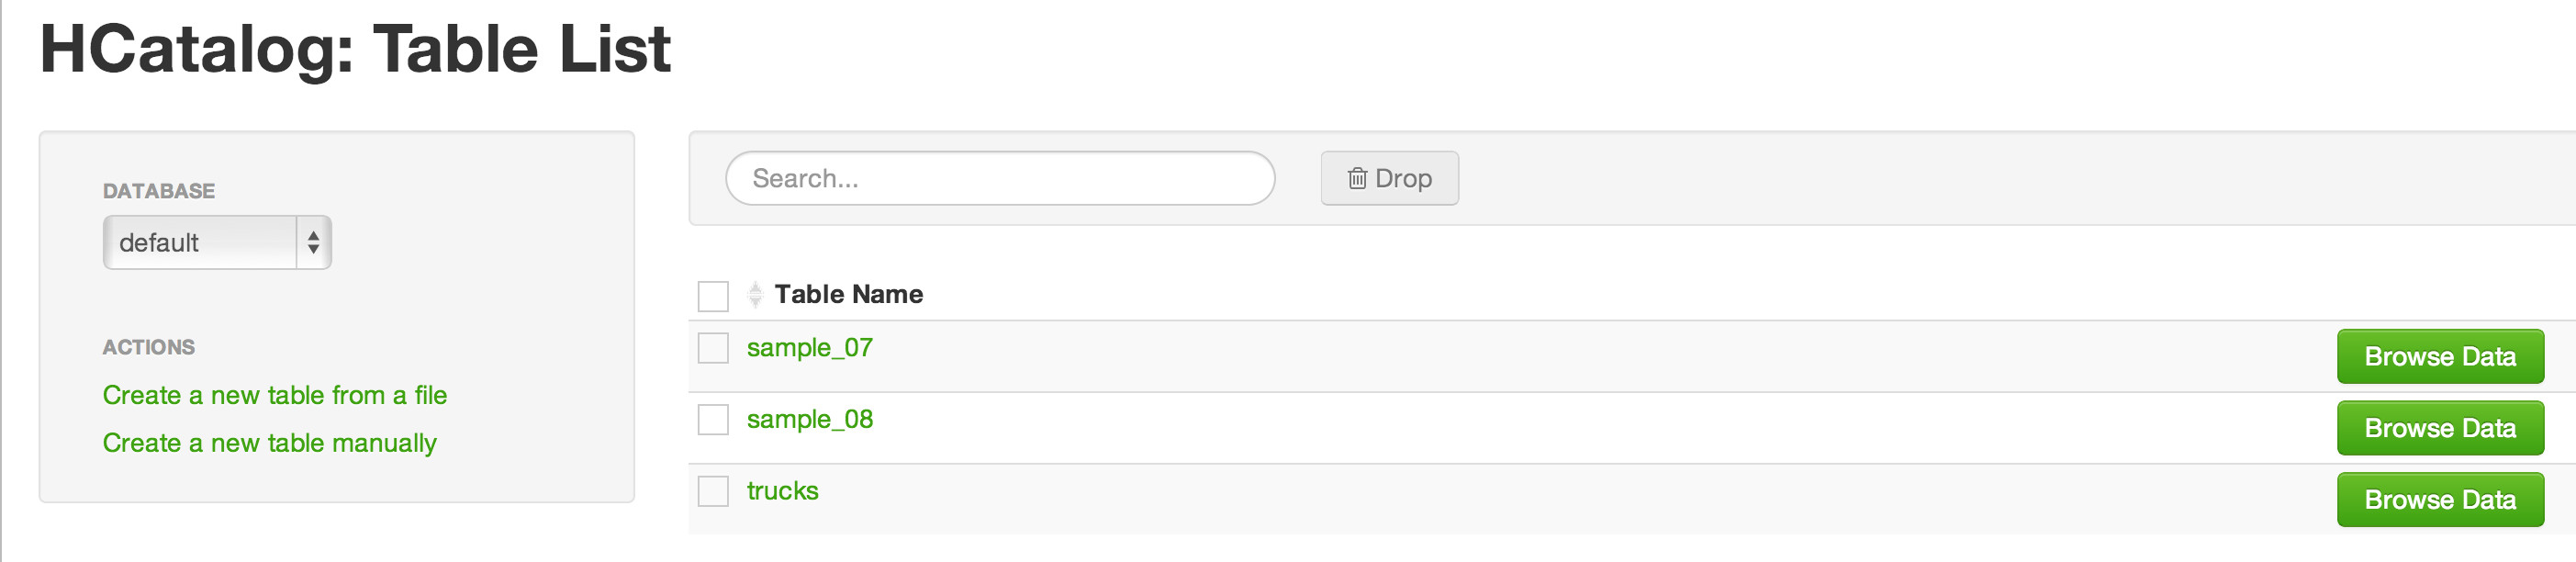 HCatalog: Table List
DATABASE
default
ACTIONS
Create a new table from a file
Create a new table manually
Search...
Drop
Table Name
sample_07
Browse Data
sample_08
Browse Data
trucks
Browse Data